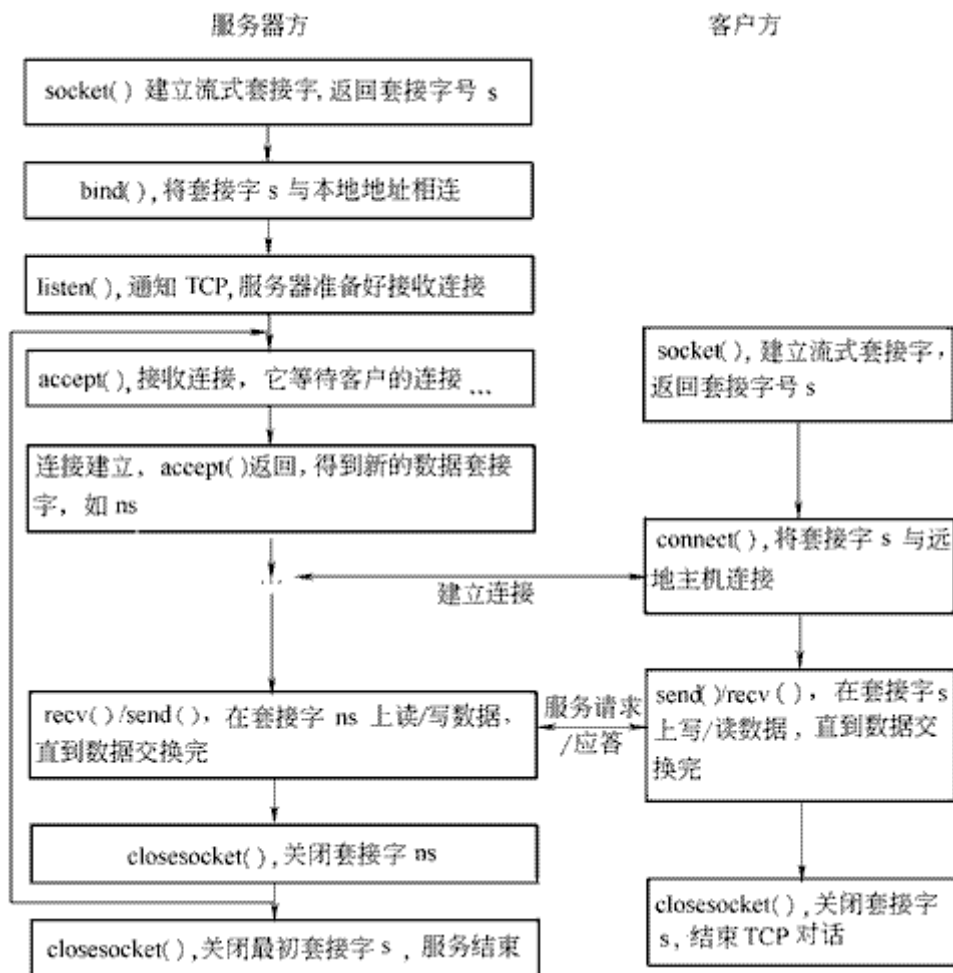 服务器方
客户方
socket() 建立流式套接字,返回套接字号 s
bind(),将套接字 s 与本地地址相连
listen(),通知 TCP,服务器准备好接收连接
accept(),接收连接，它等待客户的连接 ...
连接建立，accept()返回,得到新的数据套接
字，如 ns
socket(),建立流式套接字，
返回套接字号 s
connect(),将套接字 s 与远
地主机连接
...
建立连接
recv()/send()，在套接字 ns 上读/写数据，
直到数据交换完
服务请求
/应答
send()/recv()，在套接字 s
上写/读数据，直到数据交
换完
closesocket(),关闭套接字 ns
closesocket(),关闭最初套接字 s，服务结束
closesocket(),关闭套接字
s,结束 TCP 对话